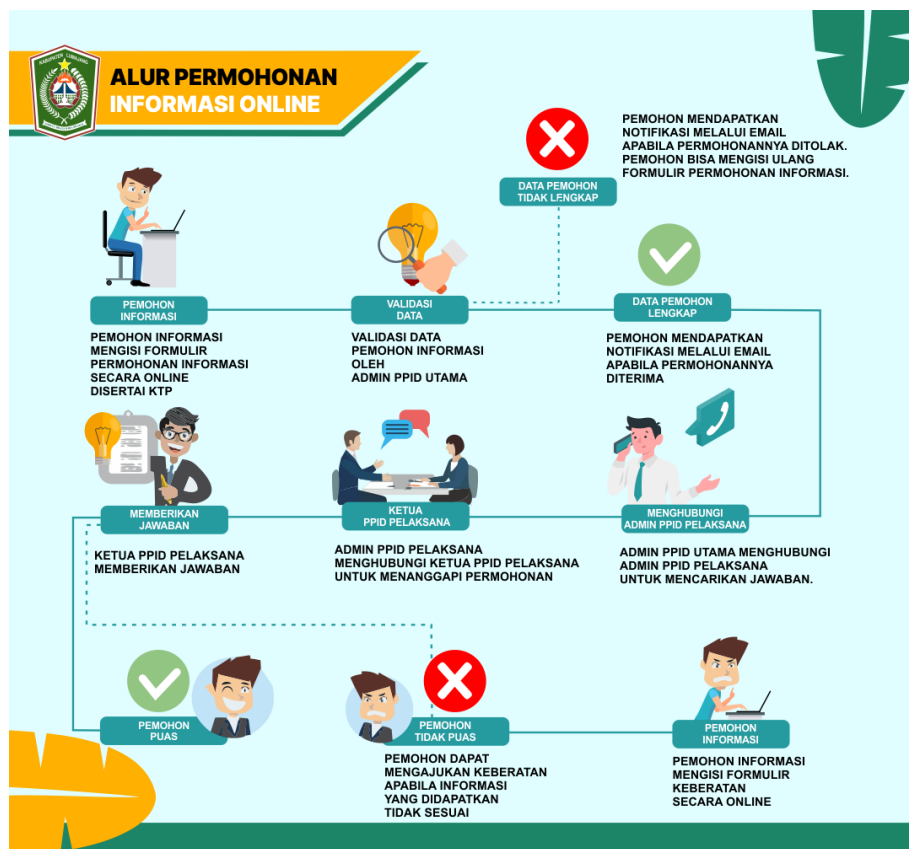 KABUPATEN LUMAJANG
ALUR PERMOHONAN
INFORMASI ONLINE
PEMOHON MENDAPATKAN
NOTIFIKASI MELALUI EMAIL
APABILA PERMOHONANNYA DITOLAK.
PEMOHON BISA MENGISI ULANG
FORMULIR PERMOHONAN INFORMASI.
DATA PEMOHON
TIDAK LENGKAP
PEMOHON
INFORMASI
PEMOHON INFORMASI
MENGISI FORMULIR
PERMOHONAN INFORMASI
SECARA ONLINE
DISERTAI KTP
VALIDASI
DATA
VALIDASI DATA
PEMOHON INFORMASI
OLEH
ADMIN PPID UTAMA
DATA PEMOHON
LENGKAP
PEMOHON MENDAPATKAN
NOTIFIKASI MELALUI EMAIL
APABILA PERMOHONANNYA
DITERIMA
MENGHUBUNGI
ADMIN PPID PELAKSANA
ADMIN PPID UTAMA MENGHUBUNGI
ADMIN PPID PELAKSANA
UNTUK MENCARIKAN JAWABAN.
KETUA
PPID PELAKSANA
ADMIN PPID PELAKSANA
MENGHUBUNGI KETUA PPID PELAKSANA
UNTUK MENANGGAPI PERMOHONAN
MEMBERIKAN
JAWABAN
KETUA PPID PELAKSANA
MEMBERIKAN JAWABAN
PEMOHON
PUAS
PEMOHON
TIDAK PUAS
PEMOHON DAPAT
MENGAJUKAN KEBERATAN
APABILA INFORMASI
YANG DIDAPATKAN
TIDAK SESUAI
PEMOHON
INFORMASI
PEMOHON INFORMASI
MENGISI FORMULIR
KEBERATAN
SECARA ONLINE